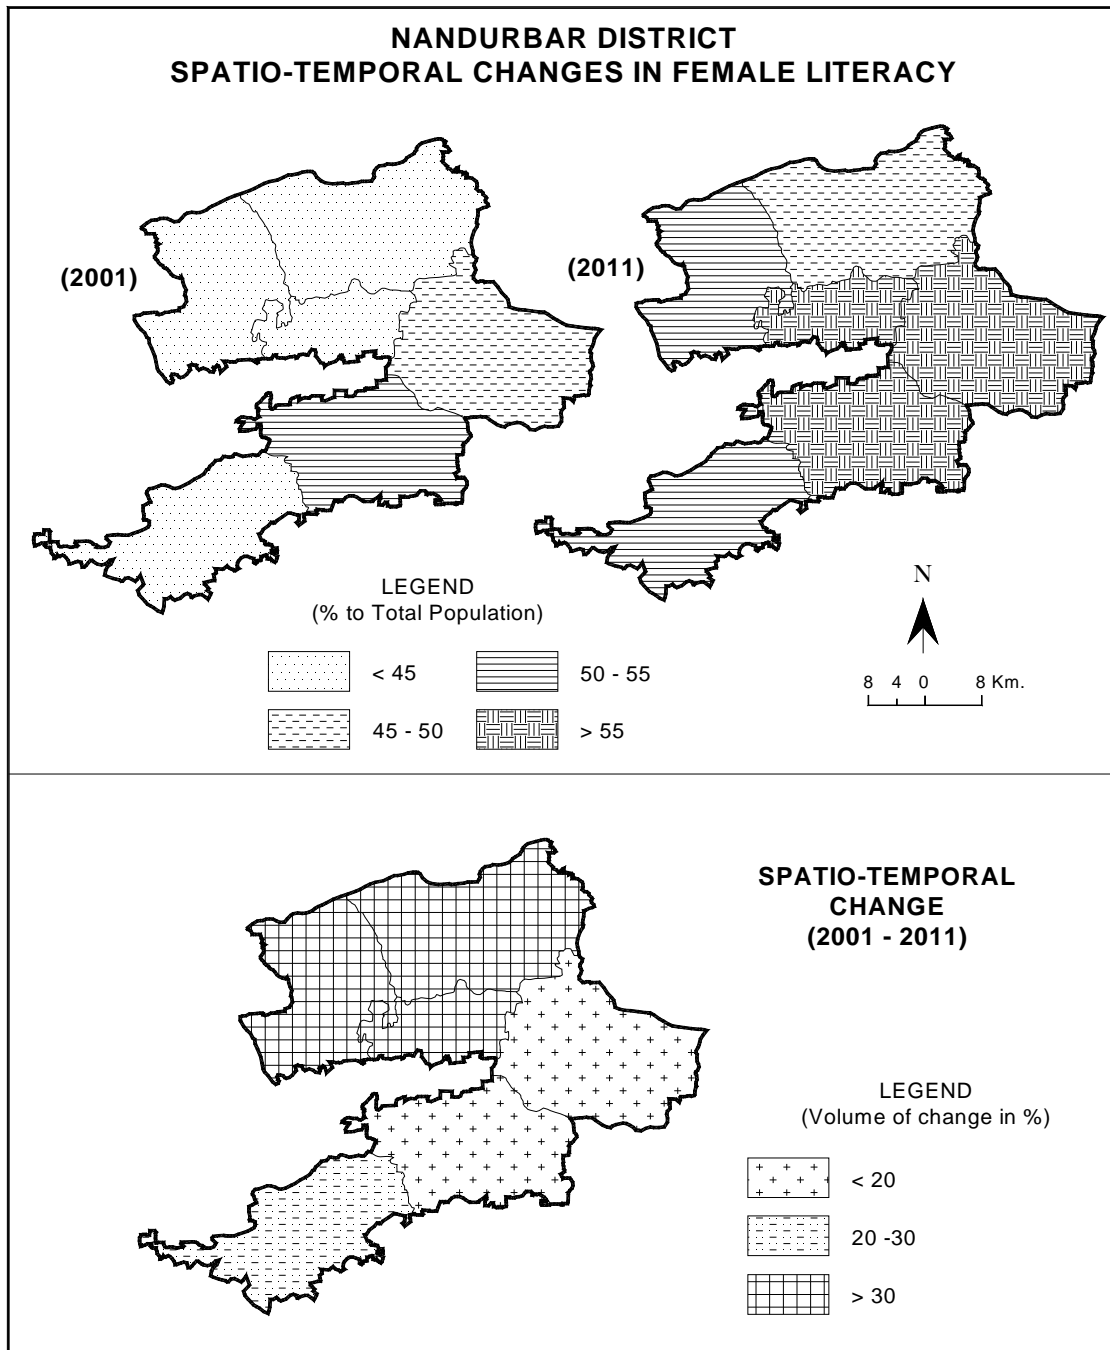 NANDURBAR DISTRICT
SPATIO-TEMPORAL CHANGES IN FEMALE LITERACY
(2001)
(2011)
LEGEND
(% to Total Population)
< 45
50 - 55
45 - 50
> 55
N
8 4 0 8 Km.
SPATIO-TEMPORAL
CHANGE
(2001 - 2011)
LEGEND
(Volume of change in %)
< 20
20 -30
> 30